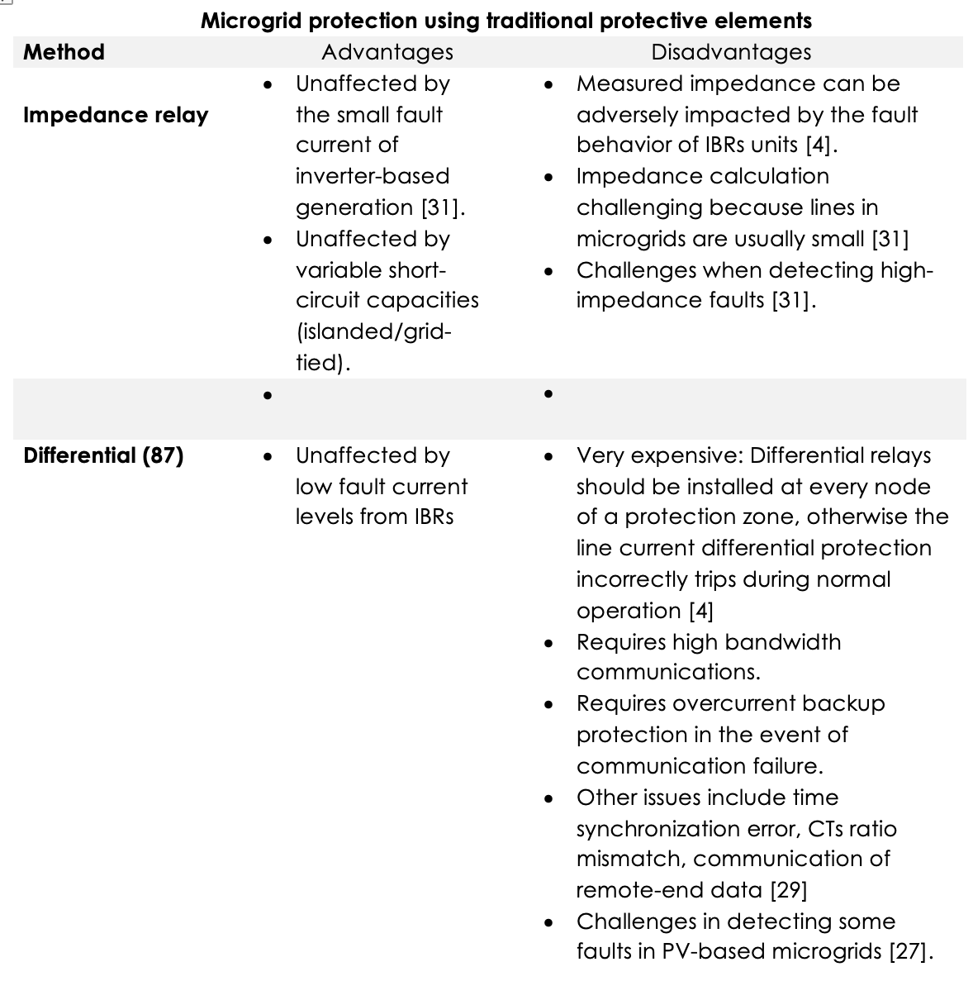 Microgrid protection using traditional protective elements
Method Advantages Disadvantages
Impedance relay
• Unaffected by
the small fault
current of
inverter-based
generation [31].
• Unaffected by
variable short-
circuit capacities
(islanded/grid-
tied).
• Measured impedance can be
adversely impacted by the fault
behavior of IBRs units [4].
• Impedance calculation
challenging because lines in
microgrids are usually small [31]
• Challenges when detecting high-
impedance faults [31].
• •
Differential (87)
• Unaffected by
low fault current
levels from IBRs
• Very expensive: Differential relays
should be installed at every node
of a protection zone, otherwise the
line current differential protection
incorrectly trips during normal
operation [4]
• Requires high bandwidth
communications.
• Requires overcurrent backup
protection in the event of
communication failure.
• Other issues include time
synchronization error, CTs ratio
mismatch, communication of
remote-end data [29]
• Challenges in detecting some
faults in PV-based microgrids [27].